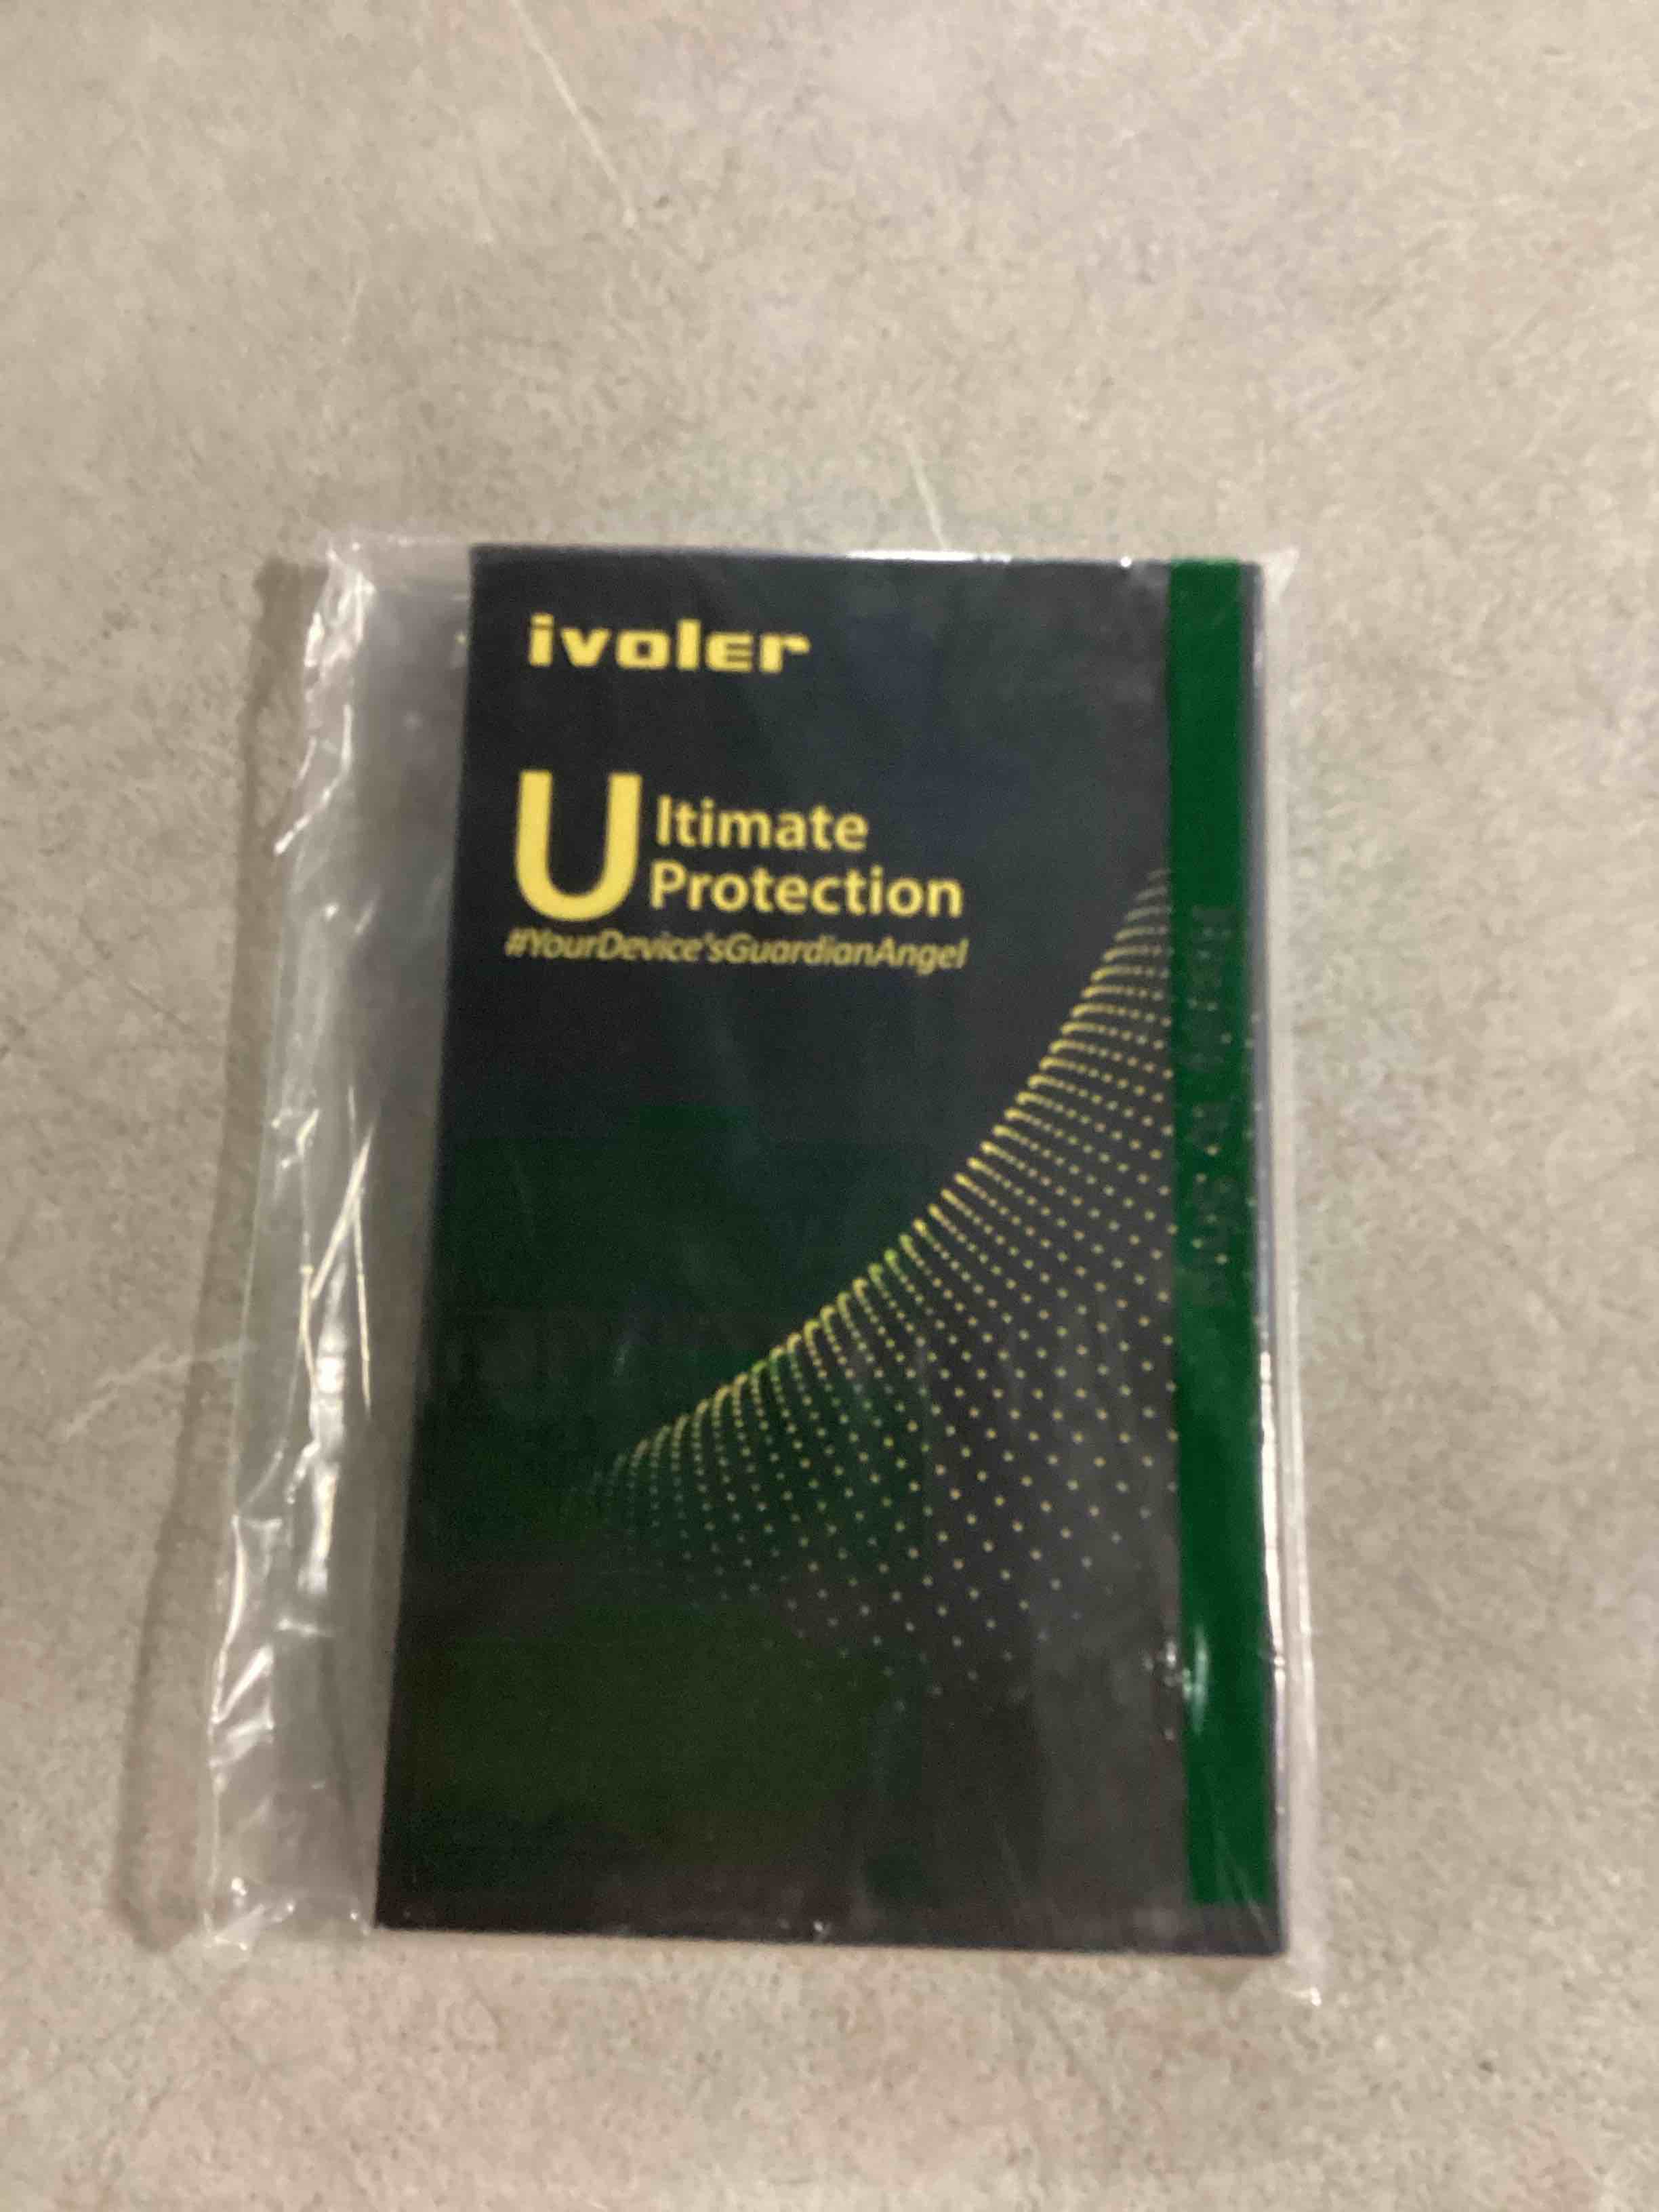 ivoler
Ultimate
Protection
#YourDevice'sGuardianAngel